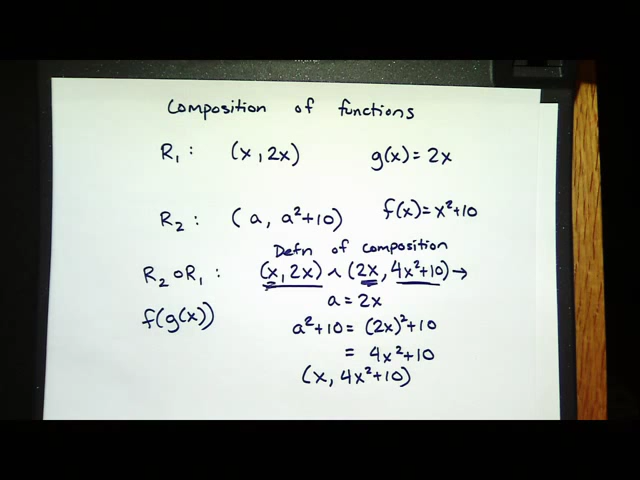 Composition of functions
R₁ : (x, 2x) g(x) = 2x
R₂ : (a, a²+10) f(x) = x²+10
Defn of composition
R₂∘R₁ : (x, 2x) ∧ (2x, 4x²+10) →
a = 2x
f(g(x))
a²+10 = (2x)²+10
= 4x²+10
(x, 4x²+10)